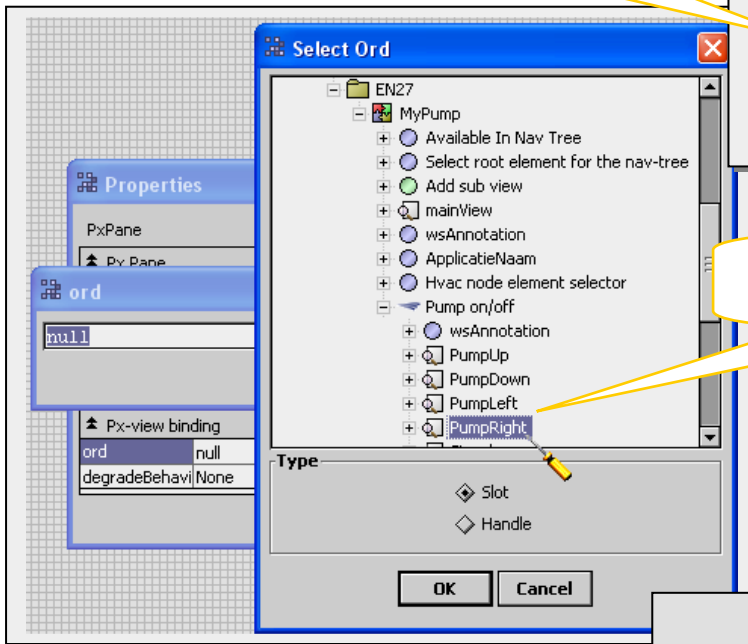 Select Ord
EN27
MyPump
Available In Nav Tree
Select root element for the nav-tree
Add sub view
mainView
wsAnnotation
ApplicatieNaam
Hvac node element selector
Pump on/off
wsAnnotation
PumpUp
PumpDown
PumpLeft
PumpRight
Type
Slot
Handle
OK
Cancel
Properties
PxPane
Px Pane
ord
null
Px-view binding
ord null
degradeBehavi None